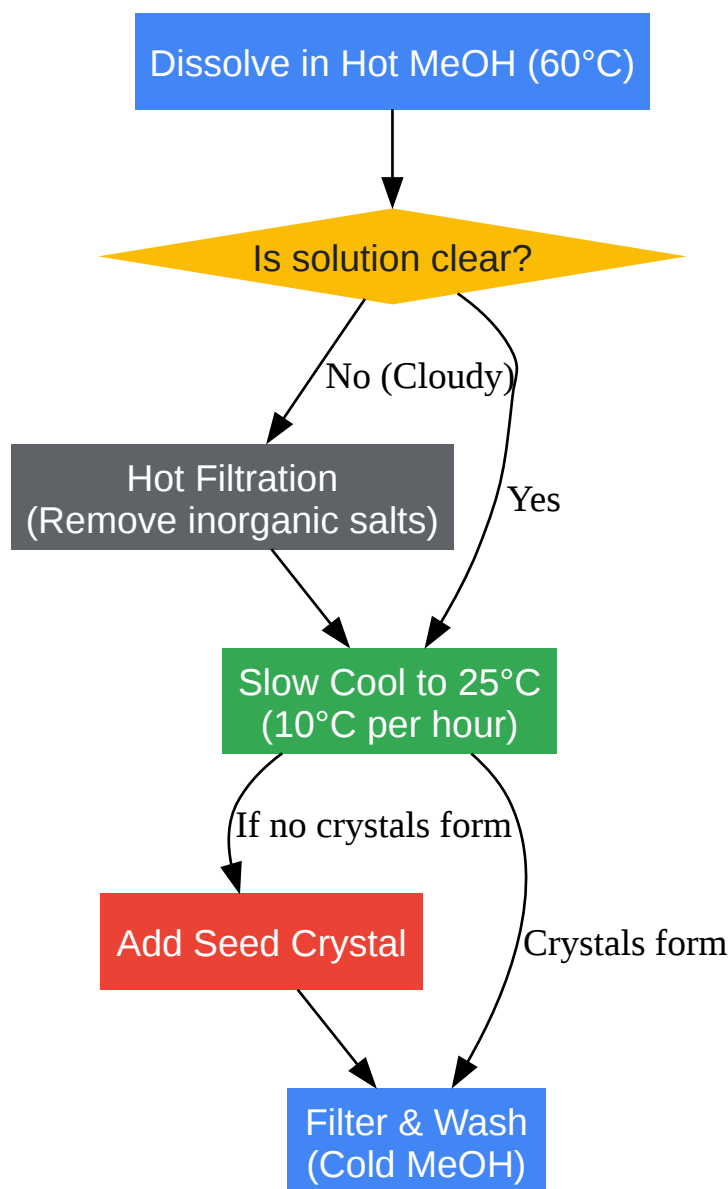 Dissolve in Hot MeOH (60°C)
Is solution clear?
No (Cloudy)
Hot Filtration
(Remove inorganic salts)
Yes
Slow Cool to 25°C
(10°C per hour)
If no crystals form
Add Seed Crystal
Crystals form
Filter & Wash
(Cold MeOH)